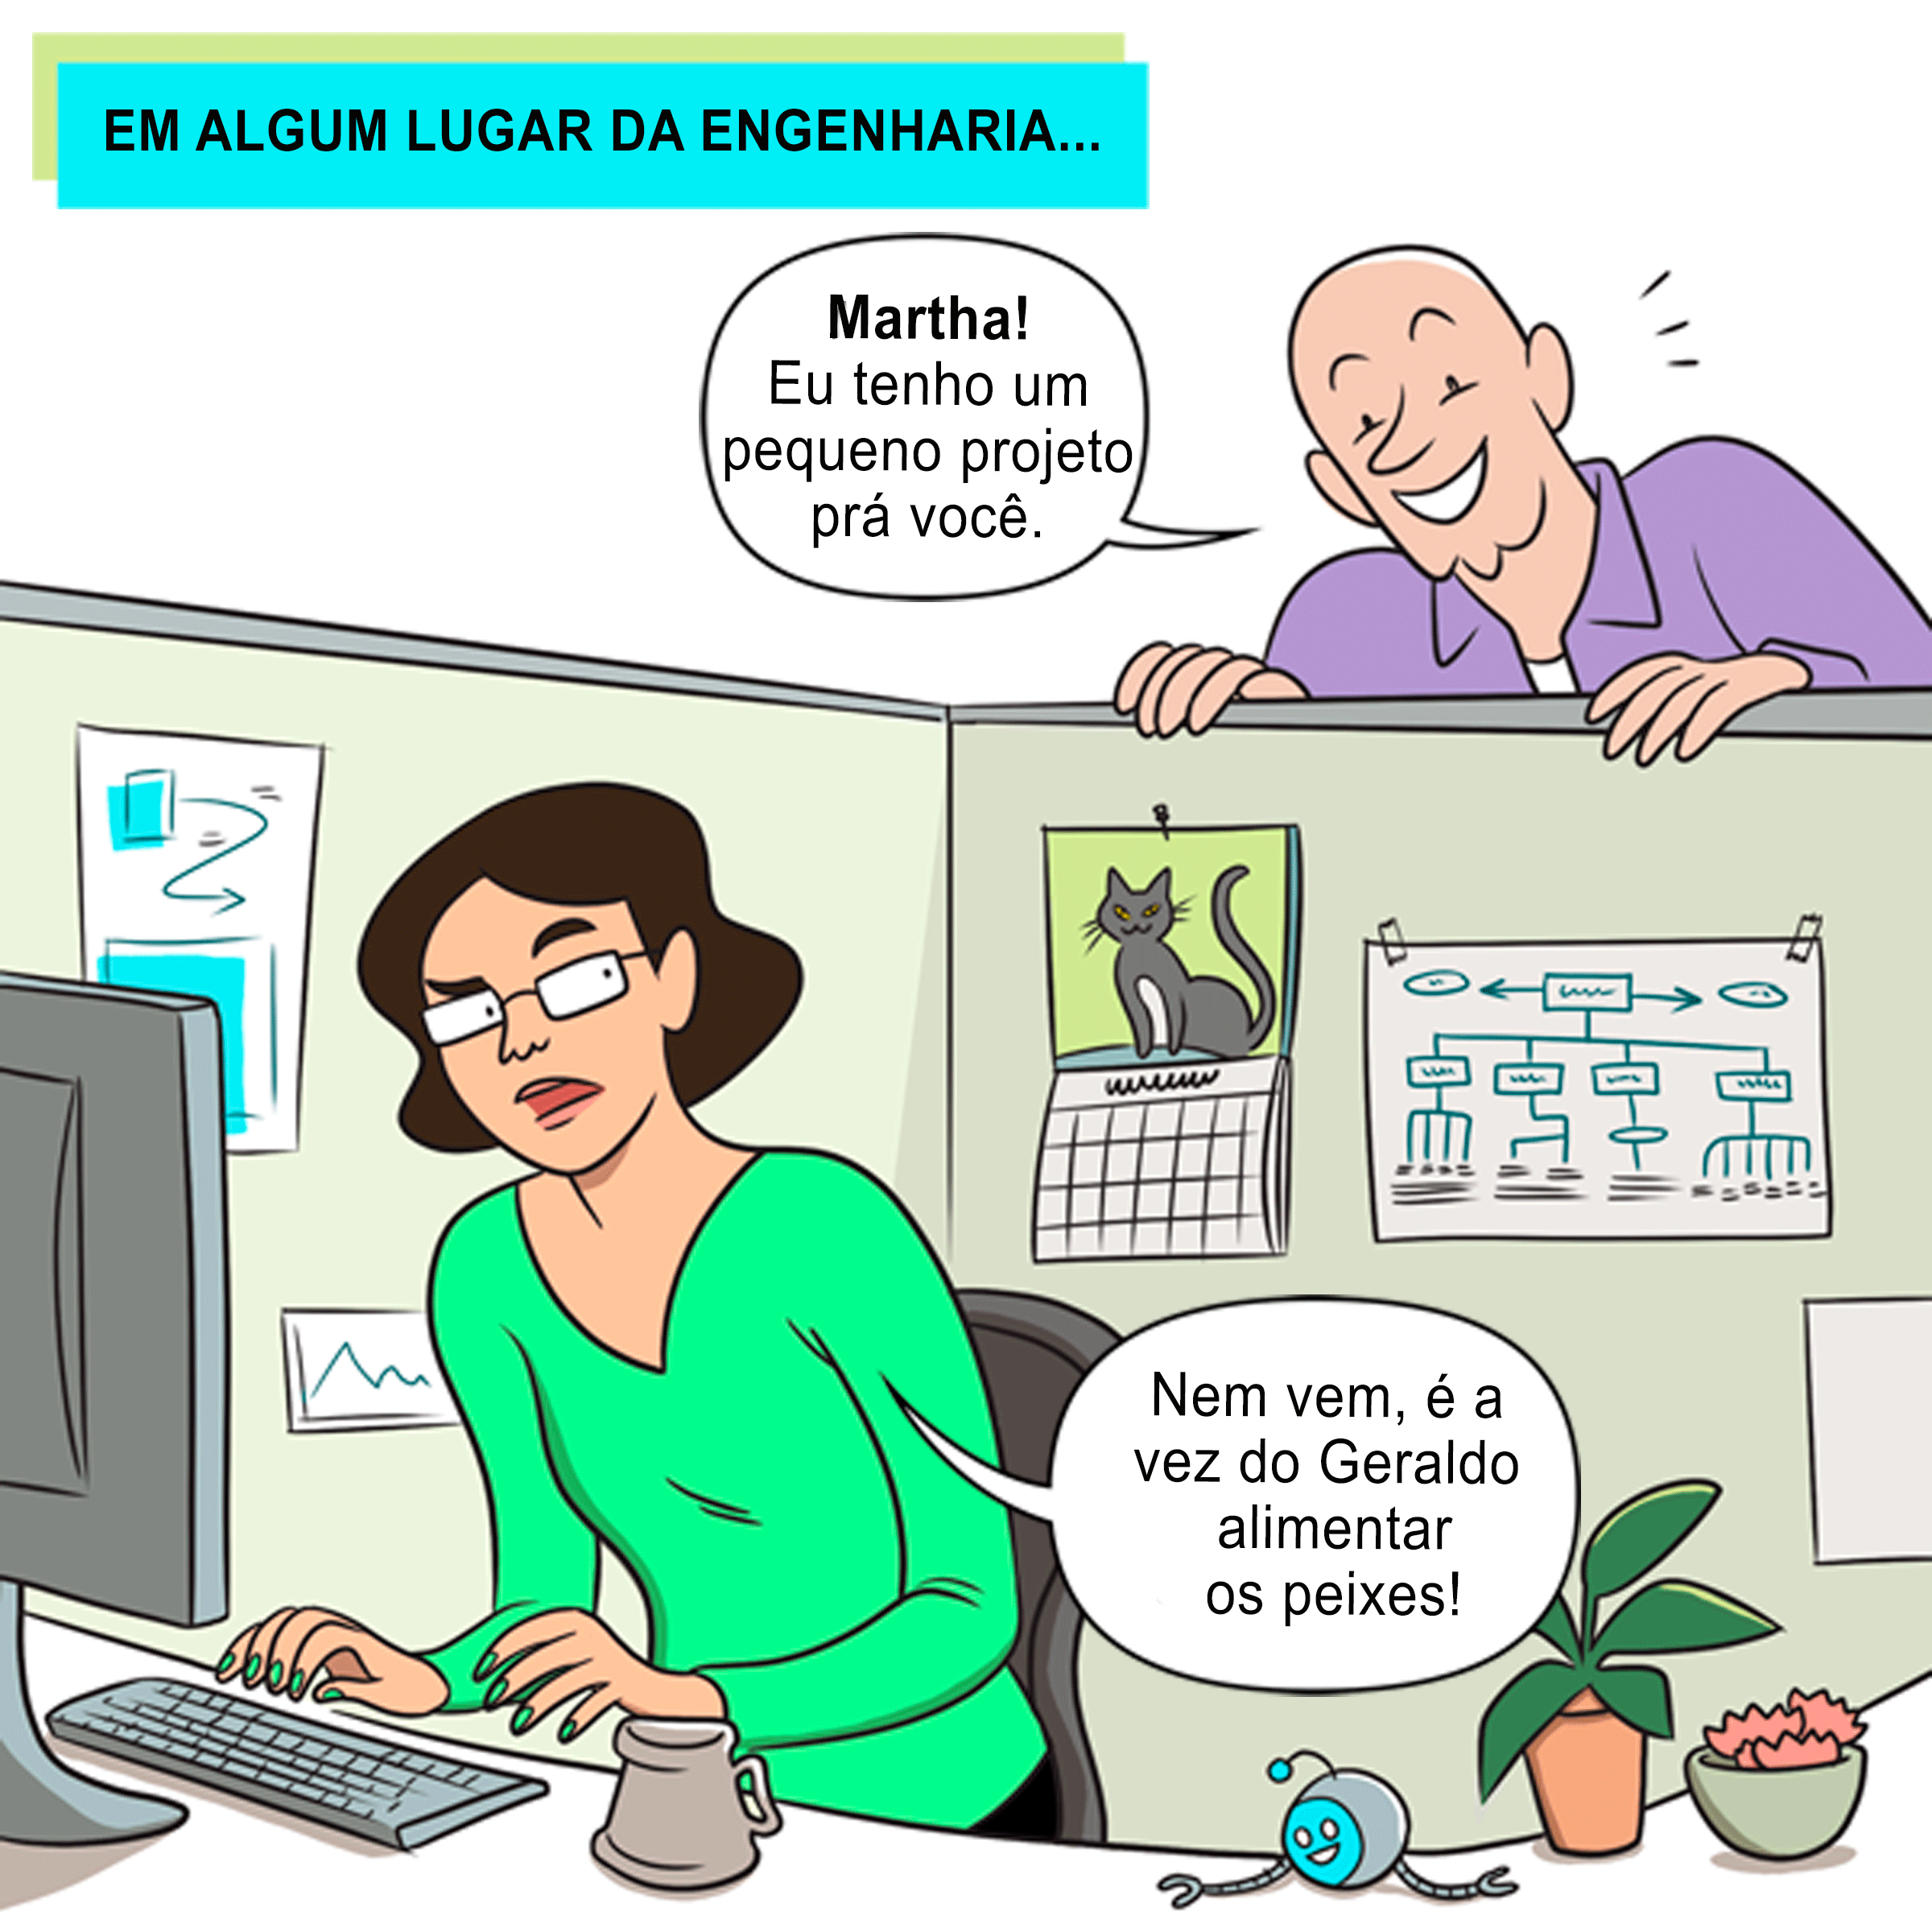 EM ALGUM LUGAR DA ENGENHARIA...
Martha!
Eu tenho um
pequeno projeto
prá você.
Nem vem, é a
vez do Geraldo
alimentar
os peixes!